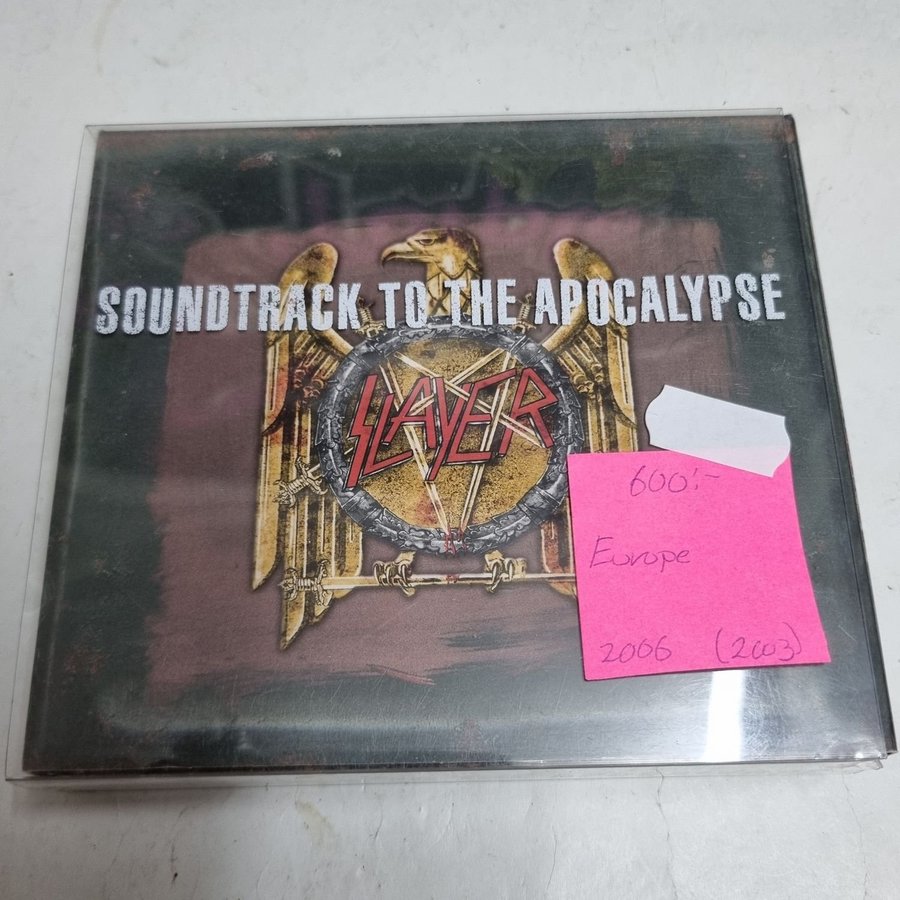 SOUNDTRACK TO THE APOCALYPSE
SLAYER
600:-
Europe
2006 (2003)